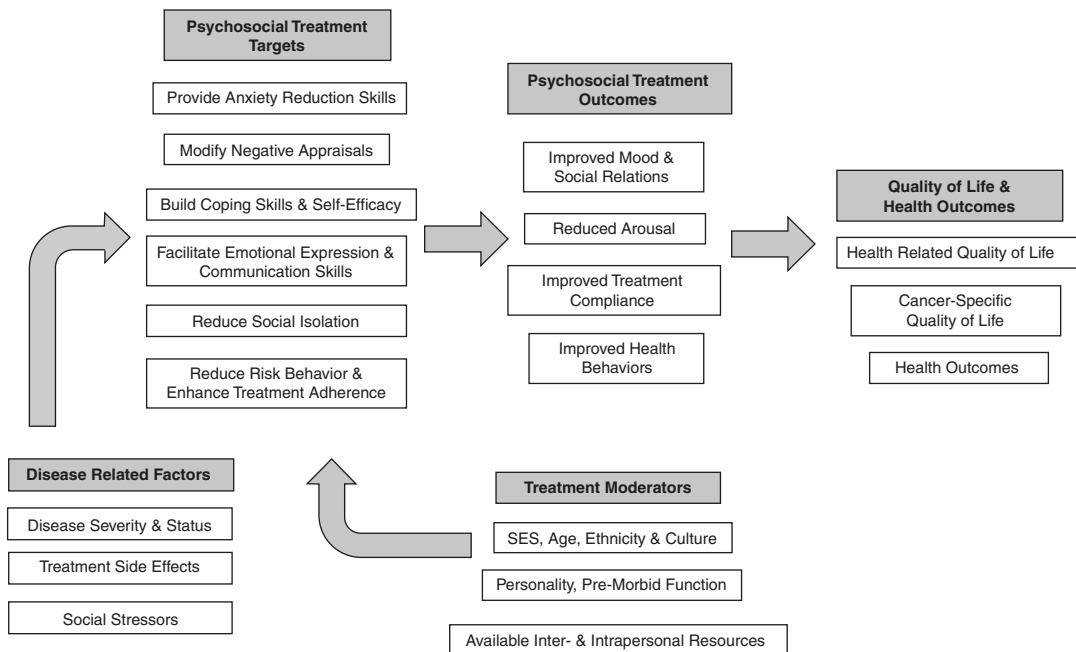 Psychosocial Treatment
Targets
Provide Anxiety Reduction Skills
Modify Negative Appraisals
Build Coping Skills & Self-Efficacy
Facilitate Emotional Expression &
Communication Skills
Reduce Social Isolation
Reduce Risk Behavior &
Enhance Treatment Adherence
Psychosocial Treatment
Outcomes
Improved Mood &
Social Relations
Reduced Arousal
Improved Treatment
Compliance
Improved Health
Behaviors
Quality of Life &
Health Outcomes
Health Related Quality of Life
Cancer-Specific
Quality of Life
Health Outcomes
Disease Related Factors
Disease Severity & Status
Treatment Side Effects
Social Stressors
Treatment Moderators
SES, Age, Ethnicity & Culture
Personality, Pre-Morbid Function
Available Inter- & Intrapersonal Resources